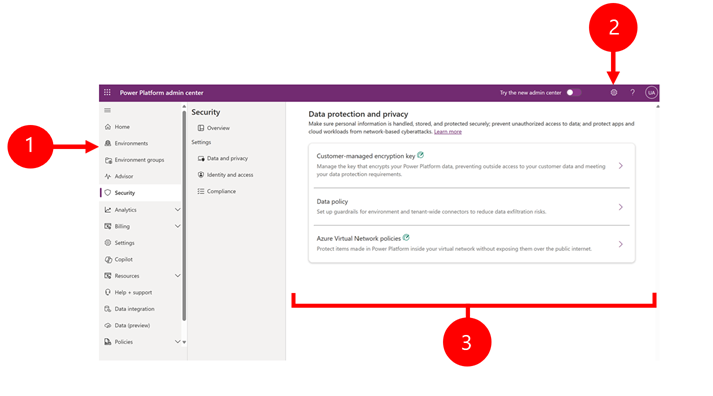 2
Power Platform admin center
Try the new admin center
?
UA
1
Home
Environments
Environment groups
Advisor
Security
Analytics
Billing
Settings
Copilot
Resources
Help + support
Data integration
Data (preview)
Policies
Security
Overview
Settings
Data and privacy
Identity and access
Compliance
Data protection and privacy
Make sure personal information is handled, stored, and protected securely; prevent unauthorized access to data; and protect apps and
cloud workloads from network-based cyberattacks. Learn more
Customer-managed encryption key
Manage the key that encrypts your Power Platform data, preventing outside access to your customer data and meeting
your data protection requirements.
Data policy
Set up guardrails for environment and tenant-wide connectors to reduce data exfiltration risks.
Azure Virtual Network policies
Protect items made in Power Platform inside your virtual network without exposing them over the public internet.
3